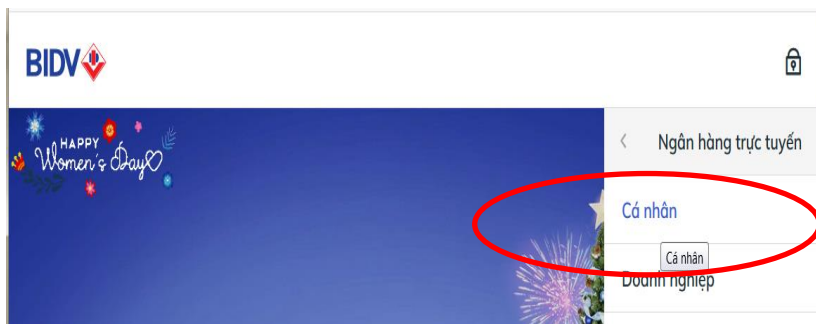 BIDV
HAPPY
Women's Day
Ngân hàng trực tuyến
Cá nhân
Cá nhân
Doanh nghiệp